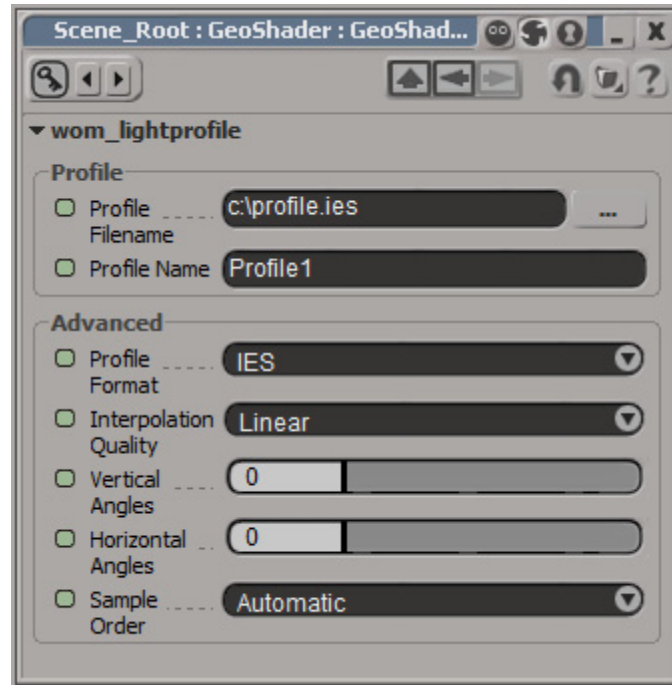 Scene_Root : GeoShader : GeoShad...
?
wom_lightprofile
Profile
Profile
Filename
c:\profile.ies
...
Profile Name
Profile1
Advanced
Profile
Format
IES
Interpolation
Quality
Linear
Vertical
Angles
0
Horizontal
Angles
0
Sample
Order
Automatic